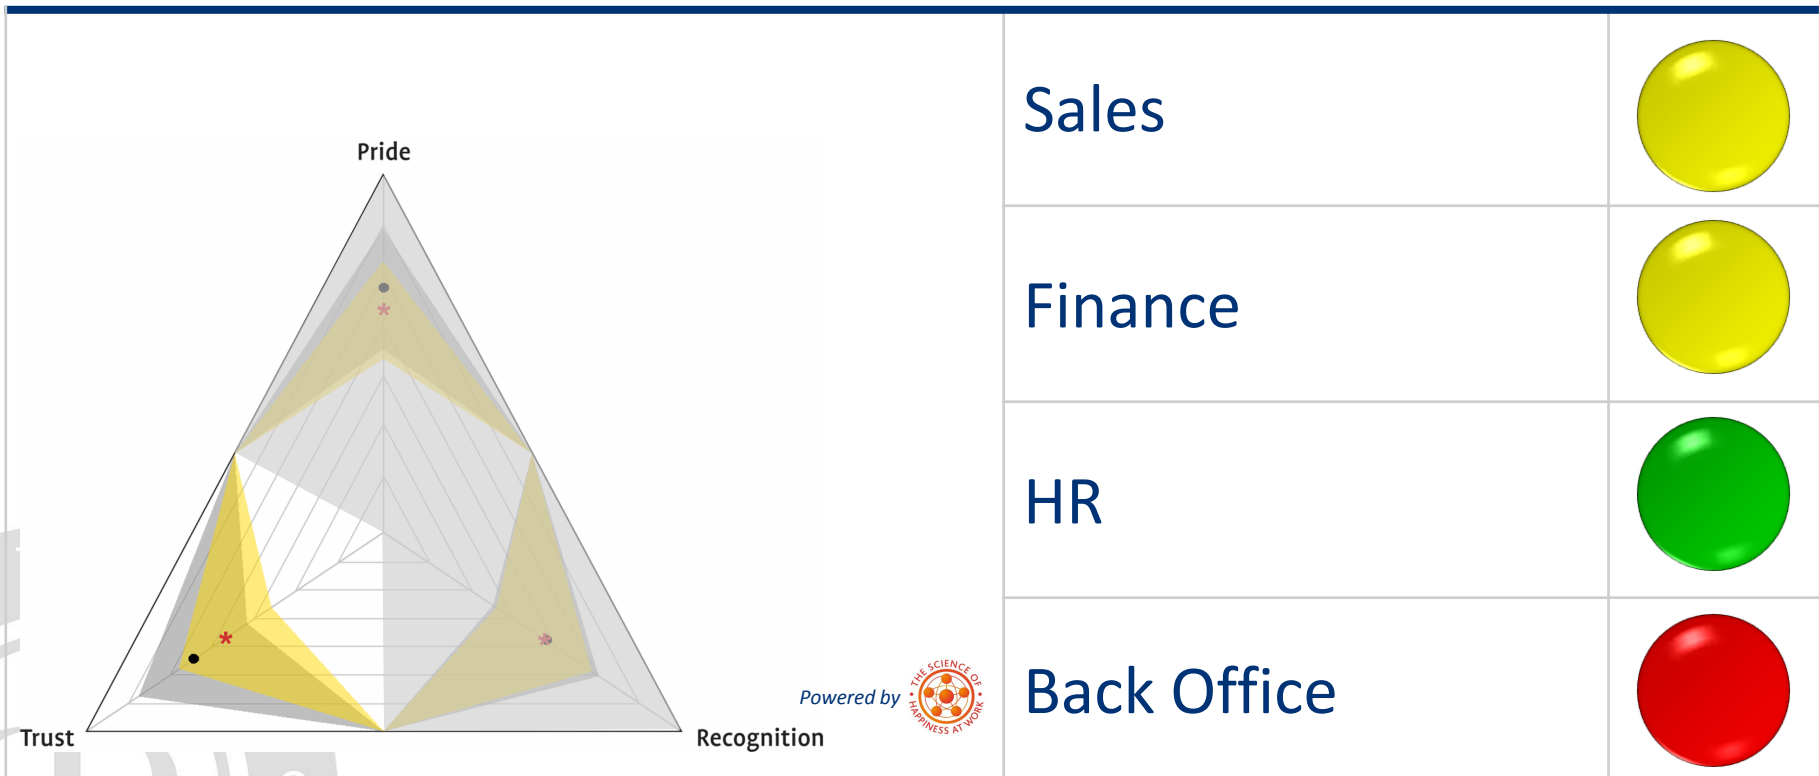 Pride
Trust
Recognition
Powered by
THE SCIENCE OF
HAPPINESS AT WORK
Sales
Finance
HR
Back Office